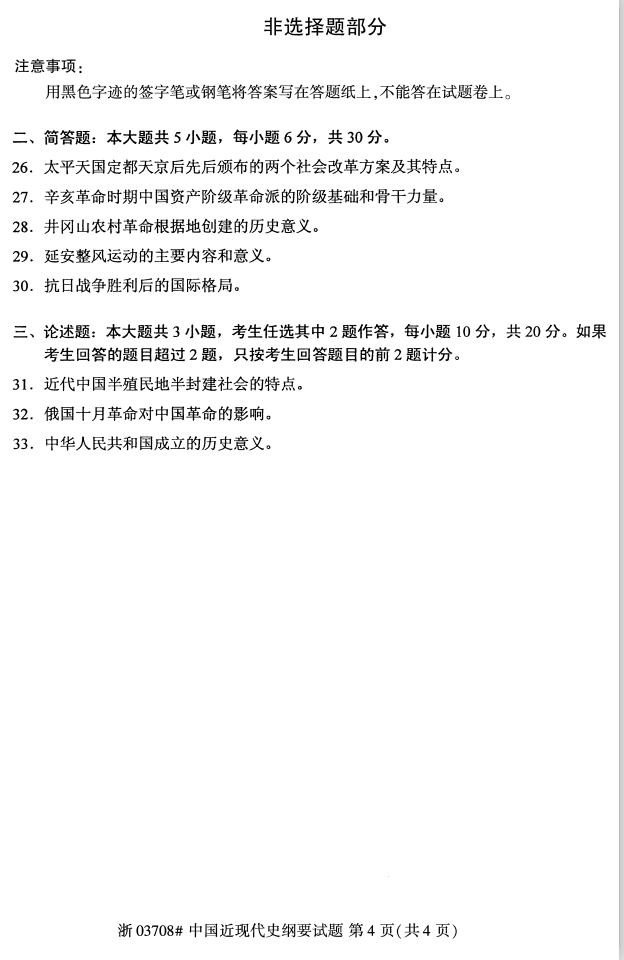 非选择题部分
注意事项：
用黑色字迹的签字笔或钢笔将答案写在答题纸上,不能答在试题卷上。
二、简答题：本大题共 5 小题，每小题 6 分，共 30 分。
26．太平天国定都天京后先后颁布的两个社会改革方案及其特点。
27．辛亥革命时期中国资产阶级革命派的阶级基础和骨干力量。
28．井冈山农村革命根据地创建的历史意义。
29．延安整风运动的主要内容和意义。
30．抗日战争胜利后的国际格局。
三、论述题：本大题共 3 小题，考生任选其中 2 题作答，每小题 10 分，共 20 分。如果
考生回答的题目超过 2 题，只按考生回答题目的前 2 题计分。
31．近代中国半殖民地半封建社会的特点。
32．俄国十月革命对中国革命的影响。
33．中华人民共和国成立的历史意义。
浙 03708# 中国近现代史纲要试题 第 4 页(共 4 页)